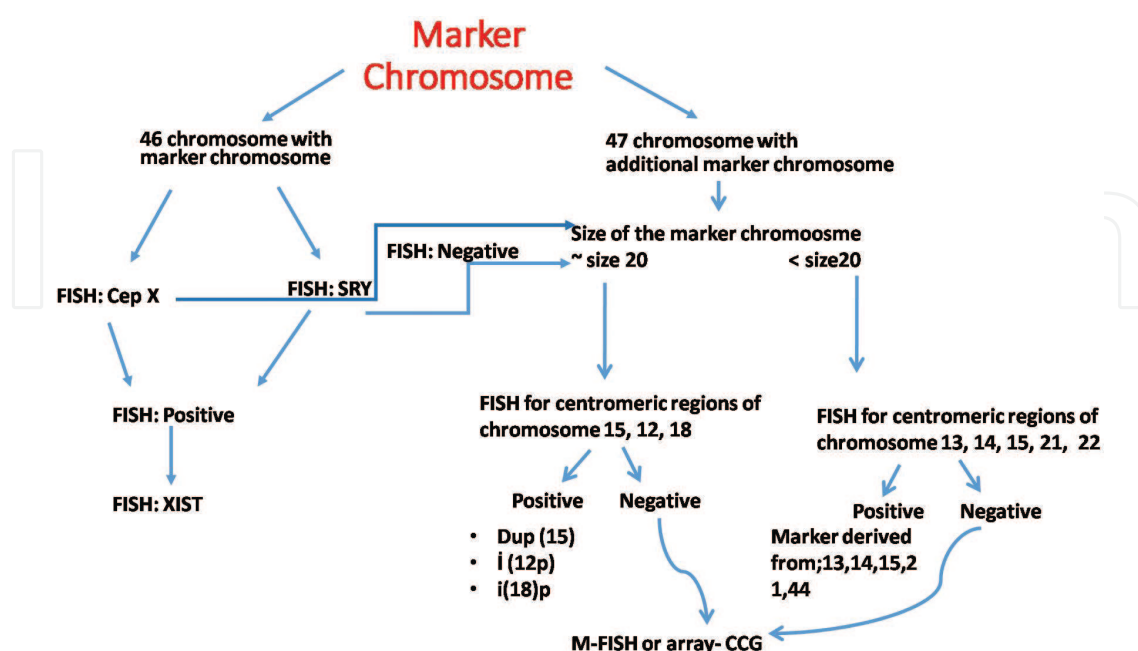 Marker
Chromosome
46 chromosome with
marker chromosome
47 chromosome with
additional marker chromosome
FISH: Negative
Size of the marker chromoosme
~ size 20 < size20
FISH: Cep X
FISH: SRY
FISH: Positive
FISH: XIST
FISH for centromeric regions of
chromosome 15, 12, 18
FISH for centromeric regions of
chromosome 13, 14, 15, 21, 22
Positive Negative
• Dup (15)
• İ (12p)
• i(18)p
Positive Negative
Marker derived
from;13,14,15,2
1,44
M-FISH or array- CCG